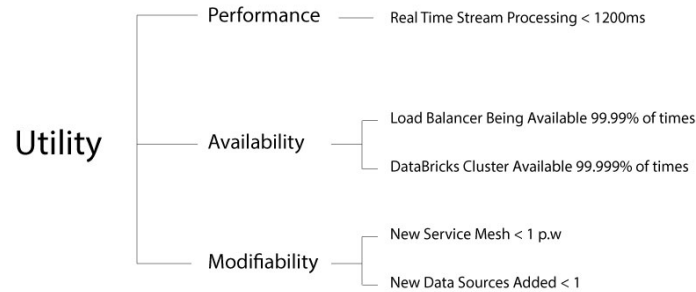 Performance
Real Time Stream Processing < 1200ms
Utility
Availability
Load Balancer Being Available 99.99% of times
DataBricks Cluster Available 99.999% of times
Modifiability
New Service Mesh < 1 p.w
New Data Sources Added < 1